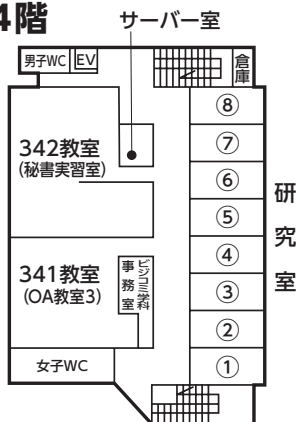 4階
サーバー室
男子WC
EV
倉庫
342教室
(秘書実習室)
⑧
⑦
⑥
⑤
④
③
②
①
研究室
341教室
(OA教室3)
ビジコミ学科
事務室
女子WC